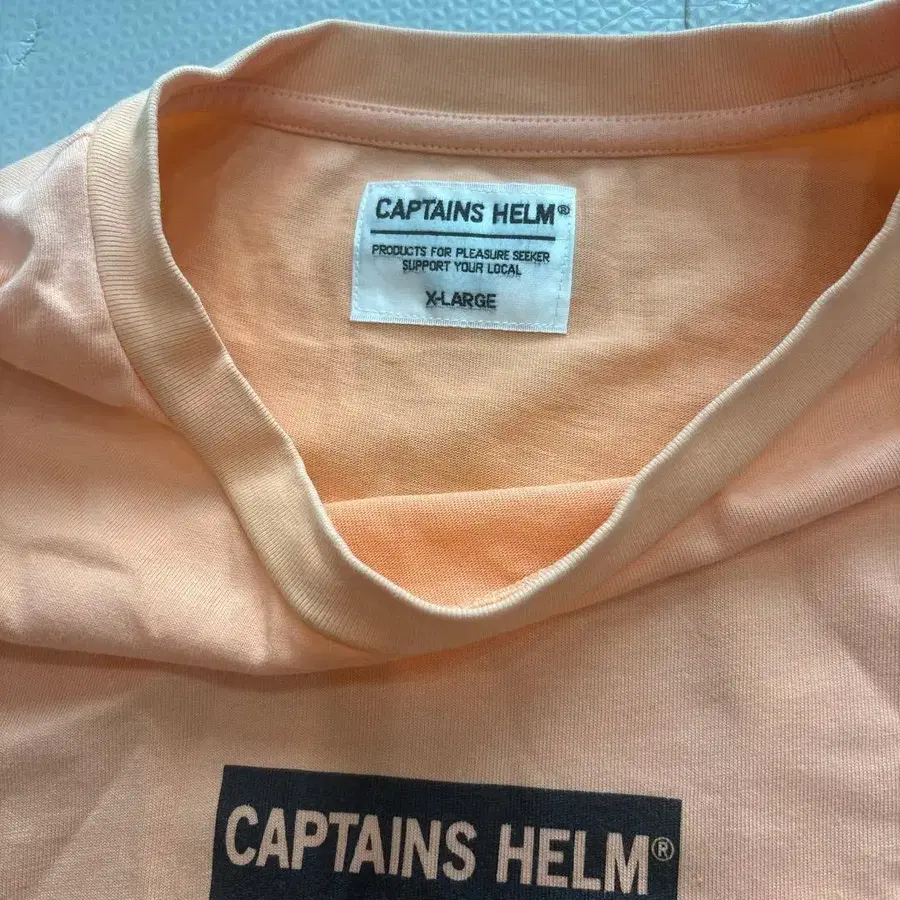 CAPTAINS HELM®
PRODUCTS FOR PLEASURE SEEKER
SUPPORT YOUR LOCAL
X-LARGE
CAPTAINS HELM®